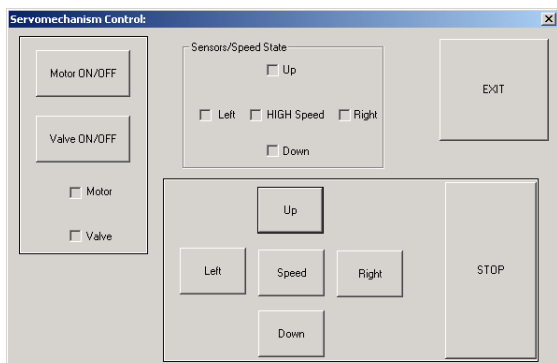 Servomechanism Control:
Motor ON/OFF
Valve ON/OFF
Motor
Valve
Sensors/Speed State
Up
Left HIGH Speed Right
Down
EXIT
Up
Left Speed Right
Down
STOP